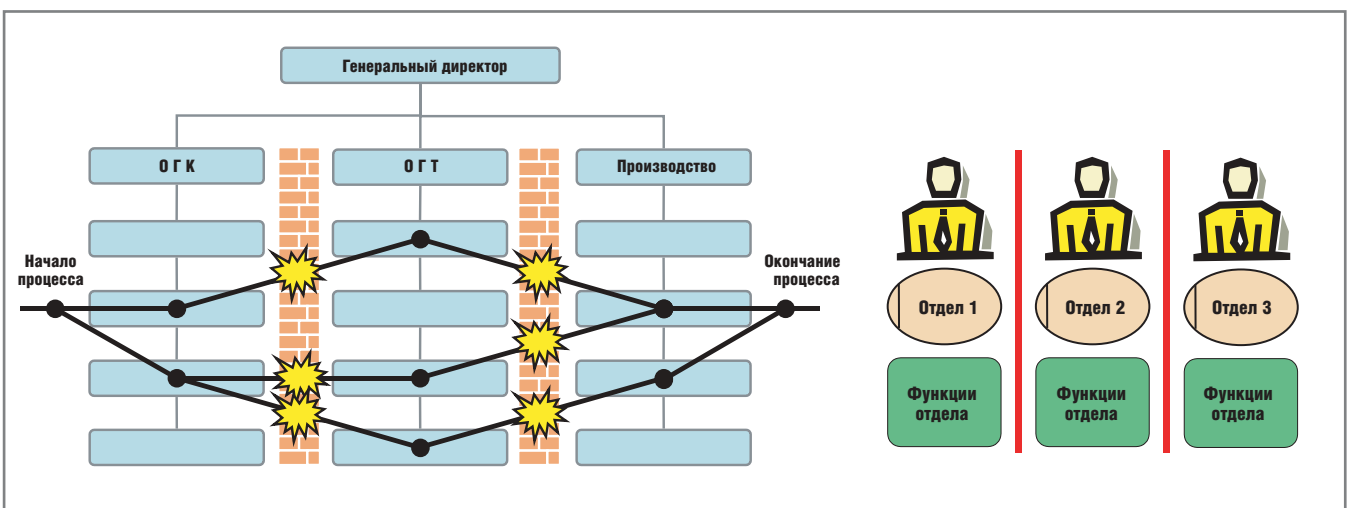 Генеральный директор
О Г К
О Г Т
Производство
Начало
процесса
Окончание
процесса
Отдел 1
Отдел 2
Отдел 3
Функции
отдела
Функции
отдела
Функции
отдела